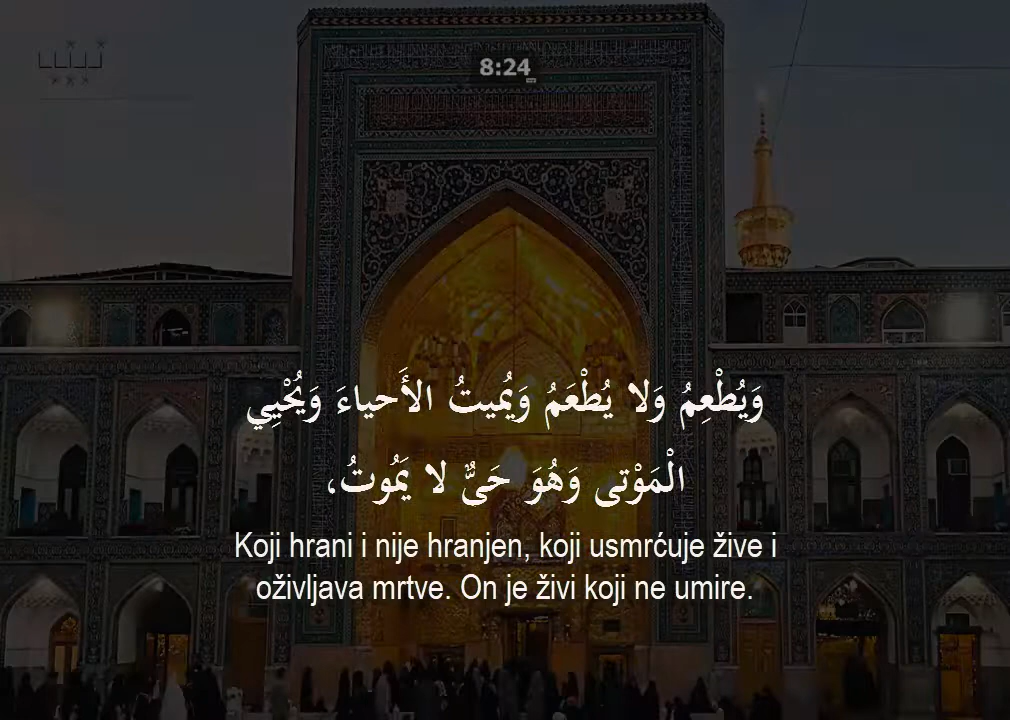 8:24
وَيُطْعِمُ وَلا يُطْعَمُ وَيُميتُ الأَحياءَ وَيُحْيِي
الْمَوْتى وَهُوَ حَىٌّ لا يَمُوتُ،
Koji hrani i nije hranjen, koji usmrćuje žive i
oživljava mrtve. On je živi koji ne umire.